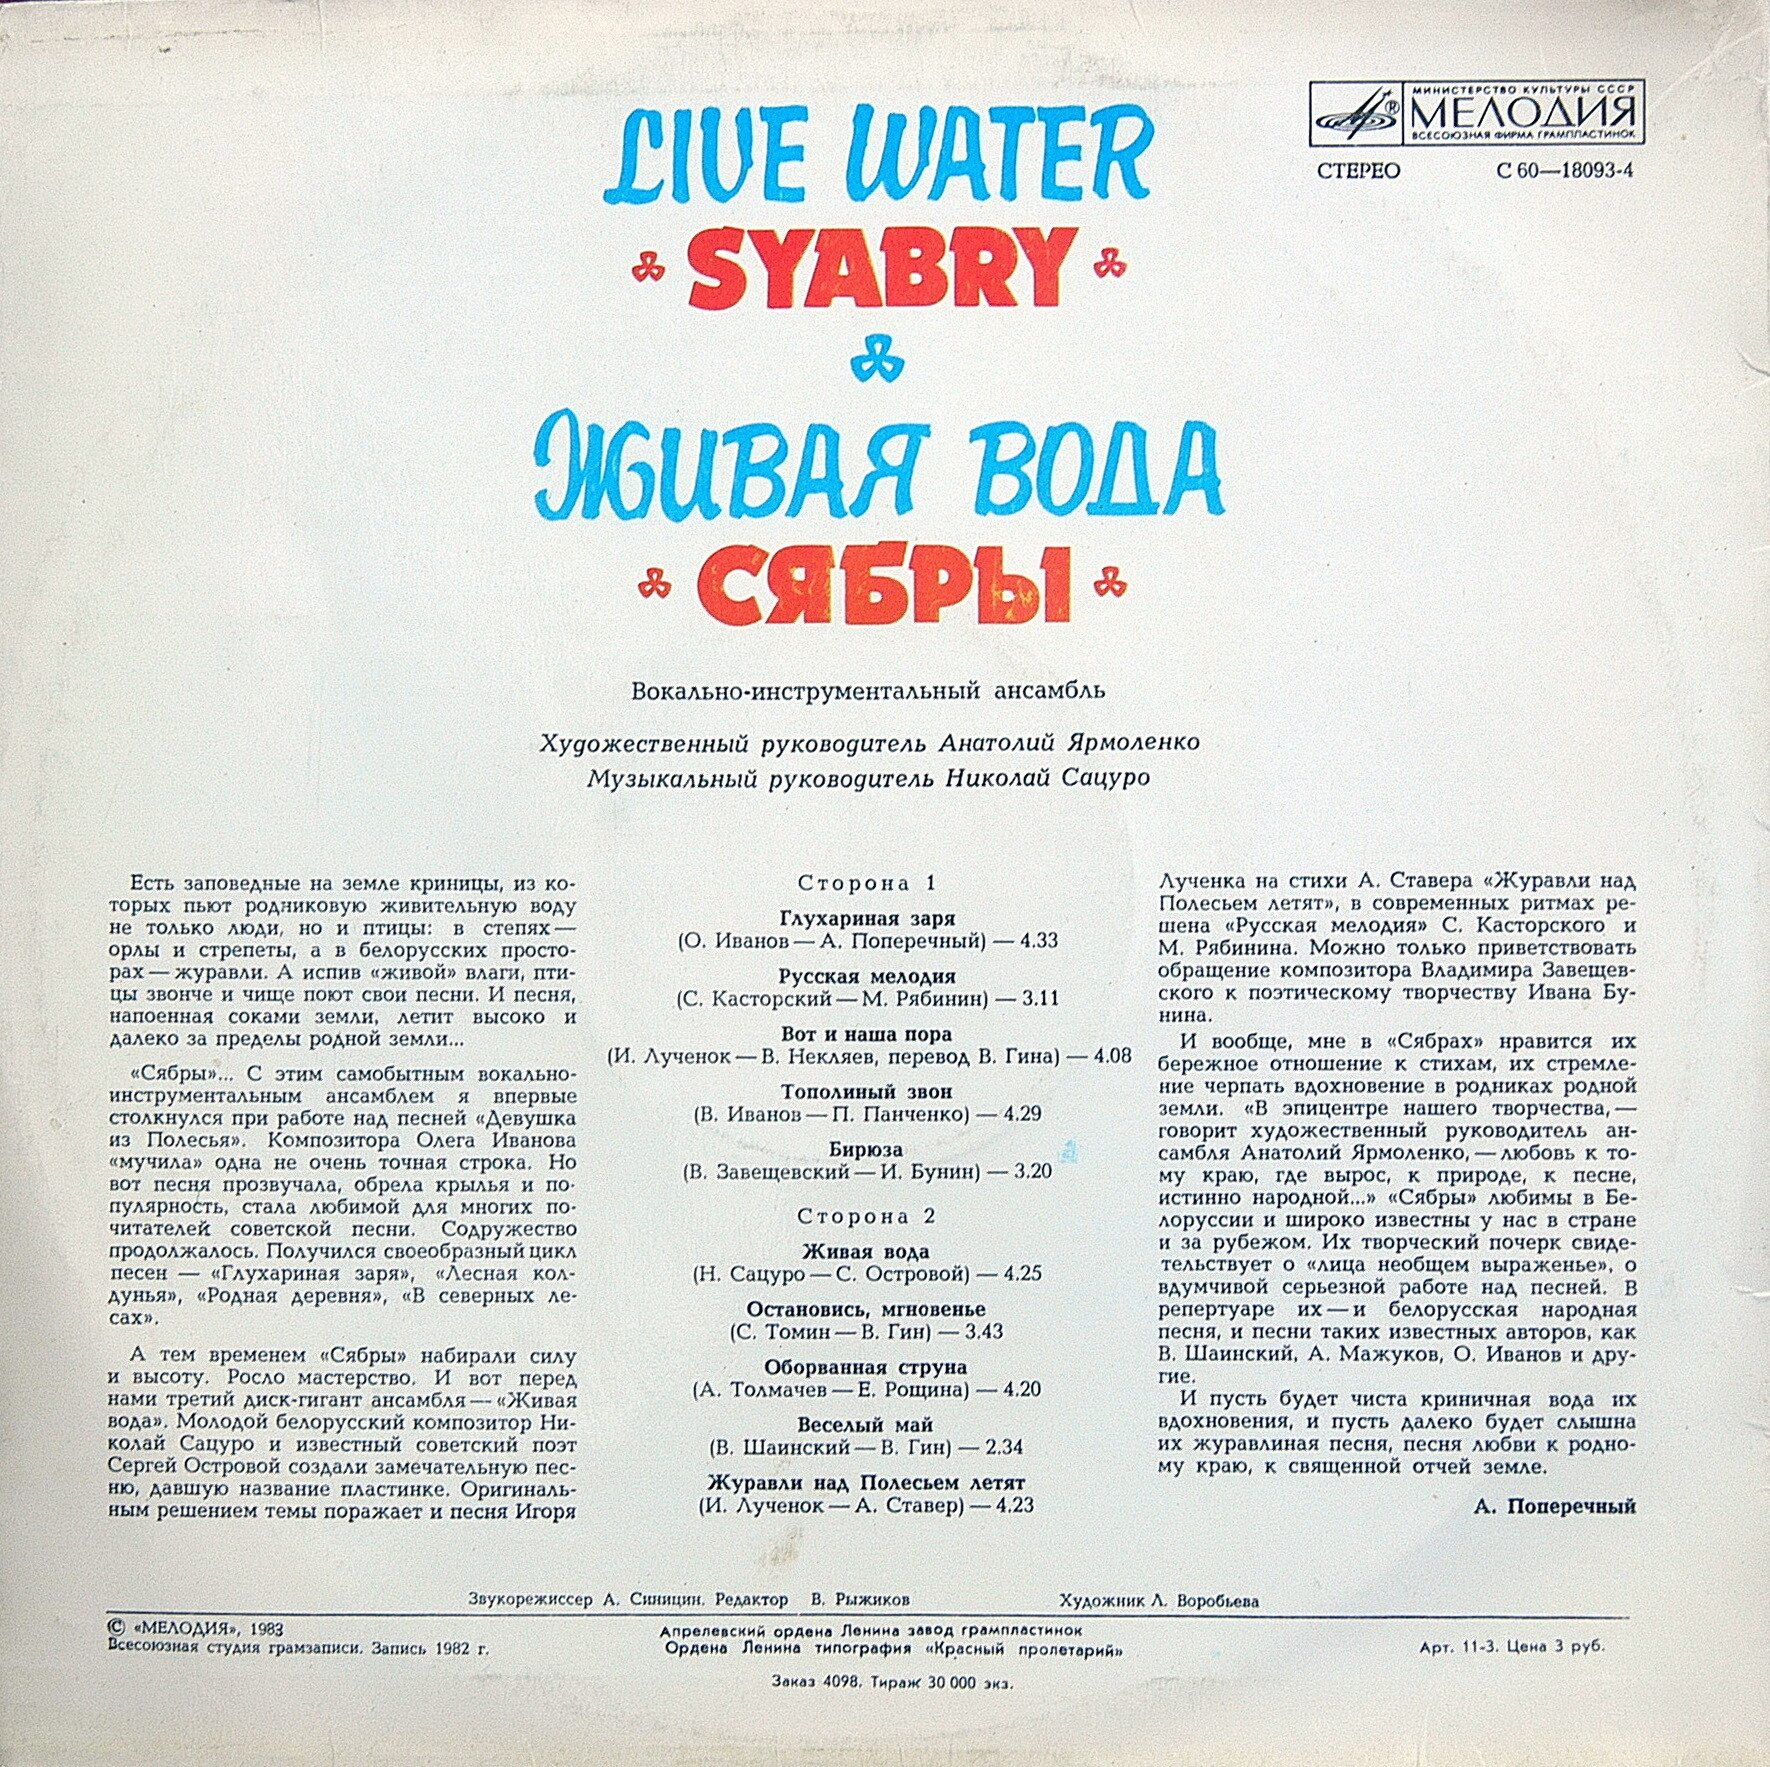 LIVE WATER
SYABRY
МИНИСТЕРСТВО КУЛЬТУРЫ СССР
®
МЕЛОДИЯ
ВСЕСОЮЗНАЯ ФИРМА ГРАМПЛАСТИНОК
СТЕРЕО С 60—18093-4
ЖИВАЯ ВОДА
СЯБРЫ
Вокально-инструментальный ансамбль
Художественный руководитель Анатолий Ярмоленко
Музыкальный руководитель Николай Сацуро
Есть заповедные на земле криницы, из ко-
торых пьют родниковую живительную воду
не только люди, но и птицы: в степях—
орлы и стрепеты, а в белорусских просто-
рах—журавли. А испив «живой» влаги, пти-
цы звонче и чище поют свои песни. И песня,
напоенная соками земли, летит высоко и
далеко за пределы родной земли...
«Сябры»... С этим самобытным вокально-
инструментальным ансамблем я впервые
столкнулся при работе над песней «Девушка
из Полесья». Композитора Олега Иванова
«мучила» одна не очень точная строка. Но
вот песня прозвучала, обрела крылья и по-
пулярность, стала любимой для многих по-
читателей советской песни. Содружество
продолжалось. Получился своеобразный цикл
песен — «Глухариная заря», «Лесная кол-
дунья», «Родная деревня», «В северных ле-
сах».
А тем временем «Сябры» набирали силу
и высоту. Росло мастерство. И вот перед
нами третий диск-гигант ансамбля—«Живая
вода». Молодой белорусский композитор Ни-
колай Сацуро и известный советский поэт
Сергей Островой создали замечательную пес-
ню, давшую название пластинке. Оригиналь-
ным решением темы поражает и песня Игоря
Сторона 1
Глухариная заря
(О. Иванов—А. Поперечный) — 4.33
Русская мелодия
(С. Касторский—М. Рябинин) — 3.11
Вот и наша пора
(И. Лученок—В. Некляев, перевод В. Гина) — 4.08
Тополиный звон
(В. Иванов—П. Панченко) — 4.29
Бирюза
(В. Завещевский—И. Бунин) — 3.20
Сторона 2
Живая вода
(Н. Сацуро—С. Островой) — 4.25
Остановись, мгновенье
(С. Томин—В. Гин) — 3.43
Оборванная струна
(А. Толмачев—Е. Рощина) — 4.20
Веселый май
(В. Шаинский—В. Гин) — 2.34
Журавли над Полесьем летят
(И. Лученок—А. Ставер) — 4.23
Лученка на стихи А. Ставера «Журавли над
Полесьем летят», в современных ритмах ре-
шена «Русская мелодия» С. Касторского и
М. Рябинина. Можно только приветствовать
обращение композитора Владимира Завещев-
ского к поэтическому творчеству Ивана Бу-
нина.
И вообще, мне в «Сябрах» нравится их
бережное отношение к стихам, их стремле-
ние черпать вдохновение в родниках родной
земли. «В эпицентре нашего творчества,—
говорит художественный руководитель ан-
самбля Анатолий Ярмоленко,—любовь к то-
му краю, где вырос, к природе, к песне,
истинно народной...» «Сябры» любимы в Бе-
лоруссии и широко известны у нас в стране
и за рубежом. Их творческий почерк свиде-
тельствует о «лица необщем выраженье», о
вдумчивой серьезной работе над песней. В
репертуаре их—и белорусская народная
песня, и песни таких известных авторов, как
В. Шаинский, А. Мажуков, О. Иванов и дру-
гие.
И пусть будет чиста криничная вода их
вдохновения, и пусть далеко будет слышна
их журавлиная песня, песня любви к родно-
му краю, к священной отчей земле.
А. Поперечный
Звукорежиссер А. Синицин. Редактор В. Рыжиков Художник Л. Воробьева
© «МЕЛОДИЯ», 1983
Всесоюзная студия грамзаписи. Запись 1982 г.
Апрелевский ордена Ленина завод грампластинок
Ордена Ленина типография «Красный пролетарий»
Арт. 11-3. Цена 3 руб.
Заказ 4098. Тираж 30 000 экз.